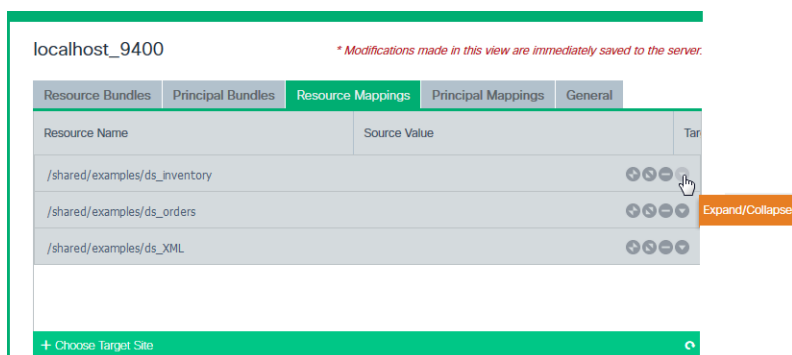 localhost_9400
* Modifications made in this view are immediately saved to the server.
Resource Bundles Principal Bundles Resource Mappings Principal Mappings General
Resource Name Source Value Tar
/shared/examples/ds_inventory
/shared/examples/ds_orders
Expand/Collapse
/shared/examples/ds_XML
+ Choose Target Site